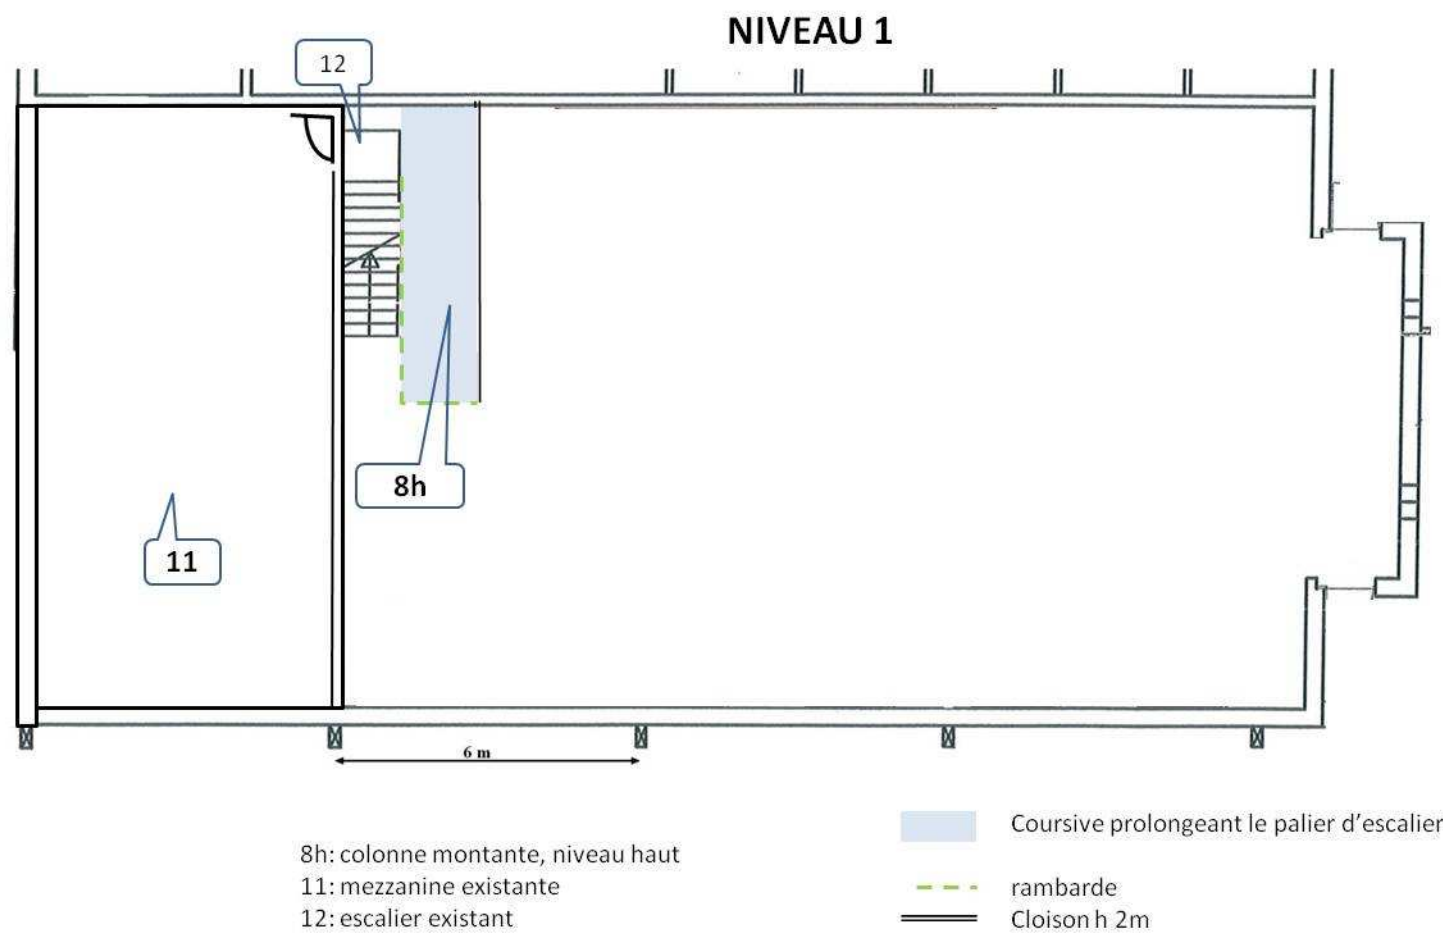 NIVEAU 1
12
8h
11
6 m
8h: colonne montante, niveau haut
11: mezzanine existante
12: escalier existant
Coursive prolongeant le palier d'escalier
rambarde
Cloison h 2m